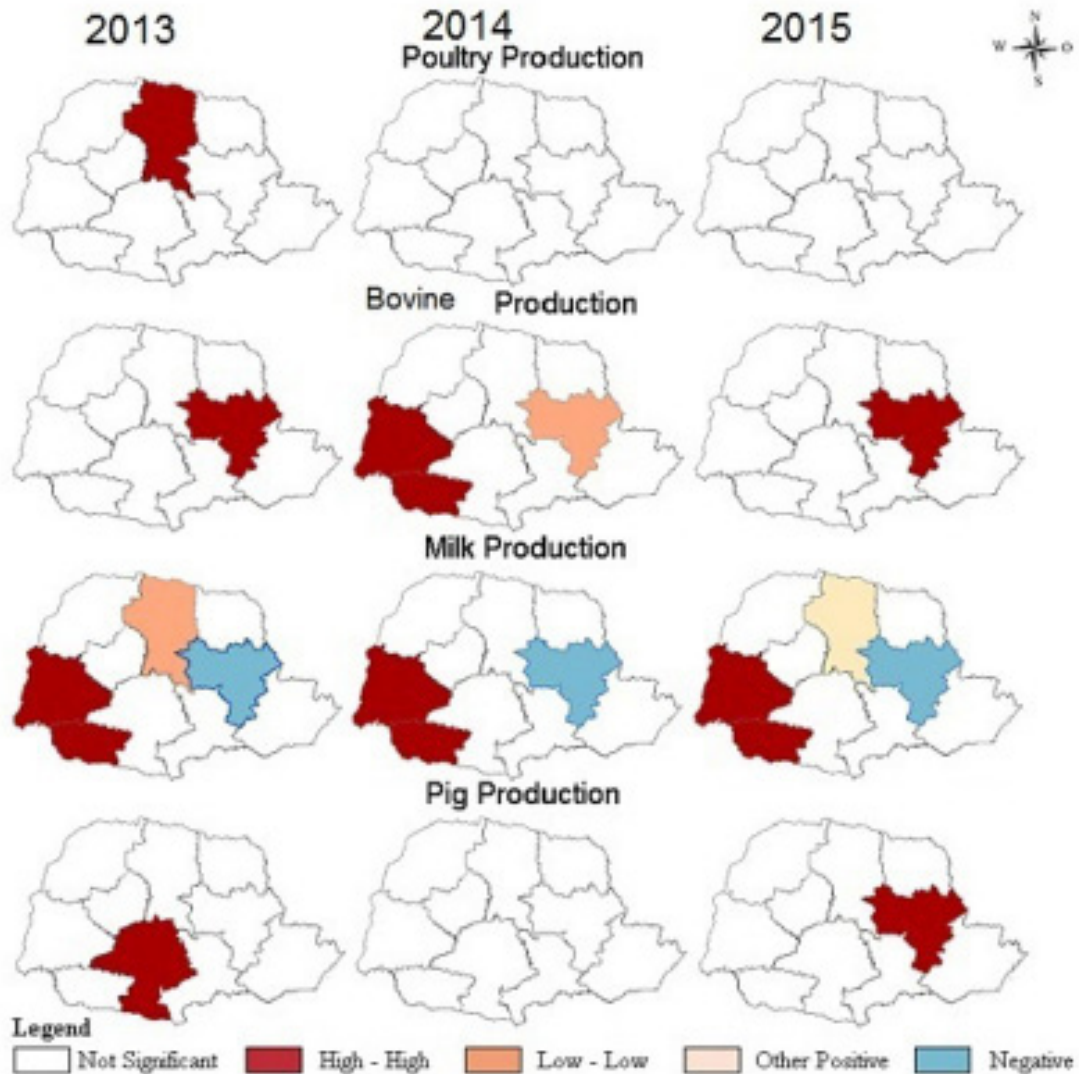 2013 2014 2015
N
W O
S
Poultry Production
Bovine Production
Milk Production
Pig Production
Legend
Not Significant High - High Low - Low Other Positive Negative